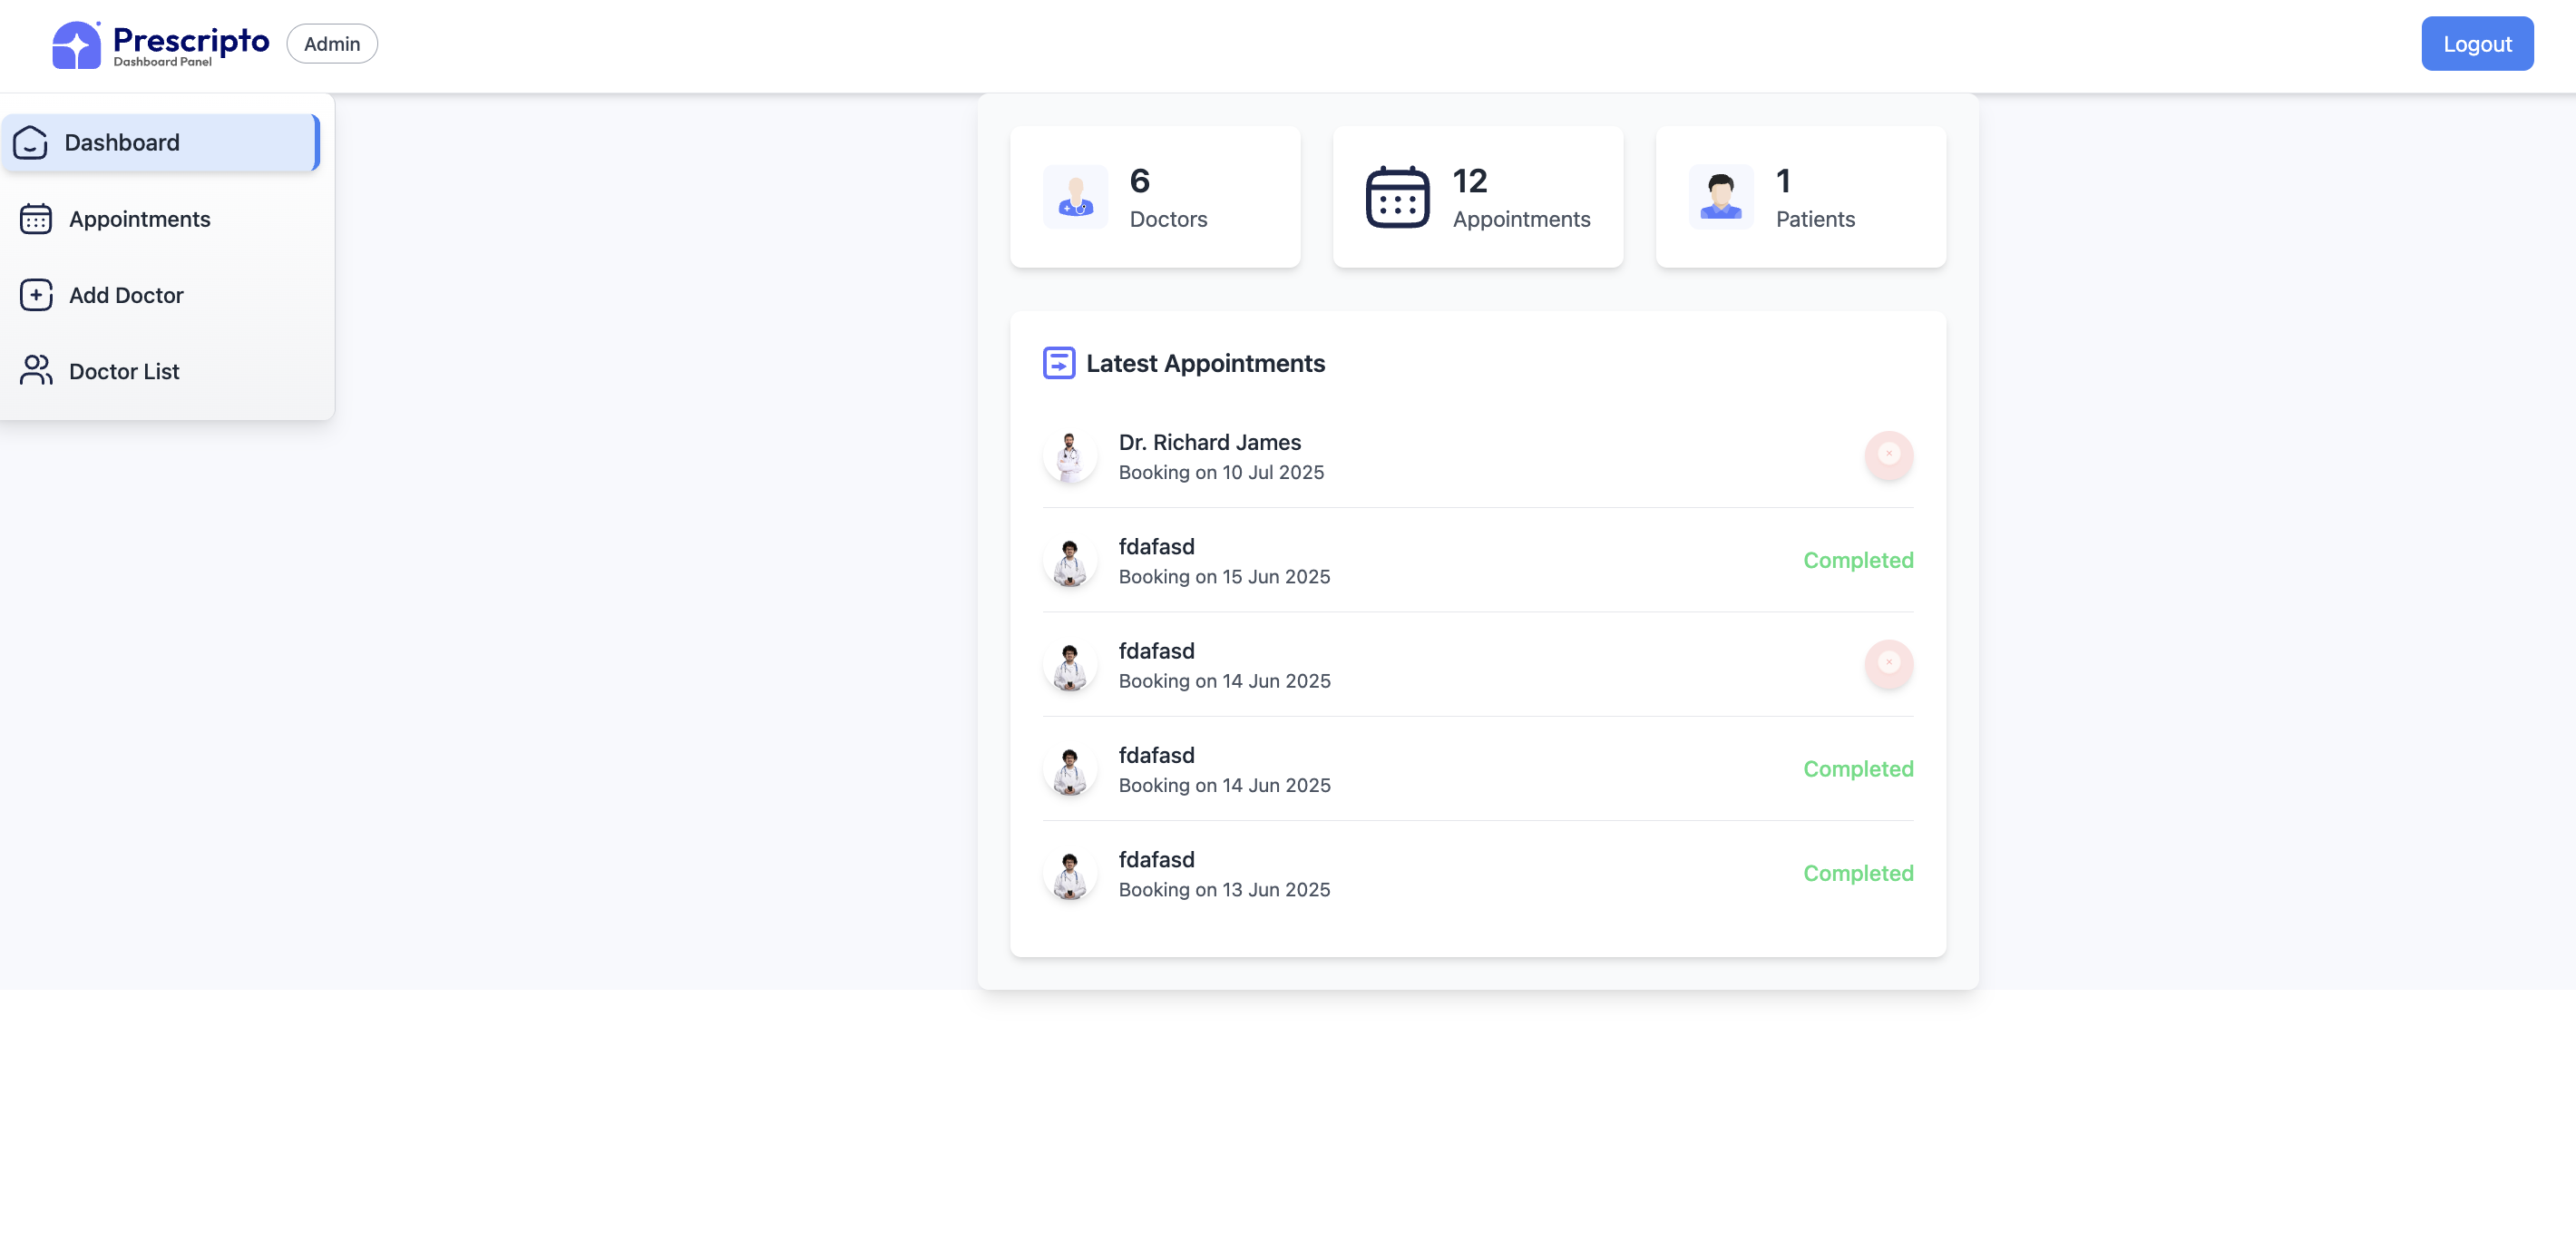 Prescripto
Dashboard Panel
Admin
Logout
Dashboard
Appointments
Add Doctor
Doctor List
6
Doctors
12
Appointments
1
Patients
Latest Appointments
Dr. Richard James
Booking on 10 Jul 2025
fdafasd
Booking on 15 Jun 2025
Completed
fdafasd
Booking on 14 Jun 2025
fdafasd
Booking on 14 Jun 2025
Completed
fdafasd
Booking on 13 Jun 2025
Completed